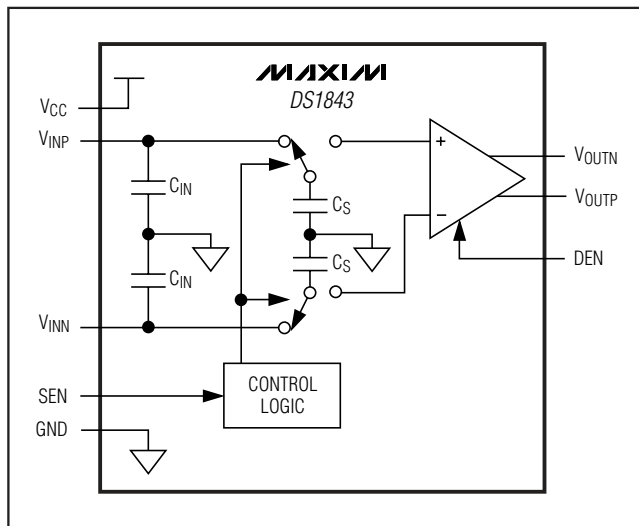 MAXIM
DS1843
VCC
VINP
CIN
CS
+
VOUTN
VOUTP
CS
−
CIN
DEN
VINN
SEN
CONTROL
LOGIC
GND